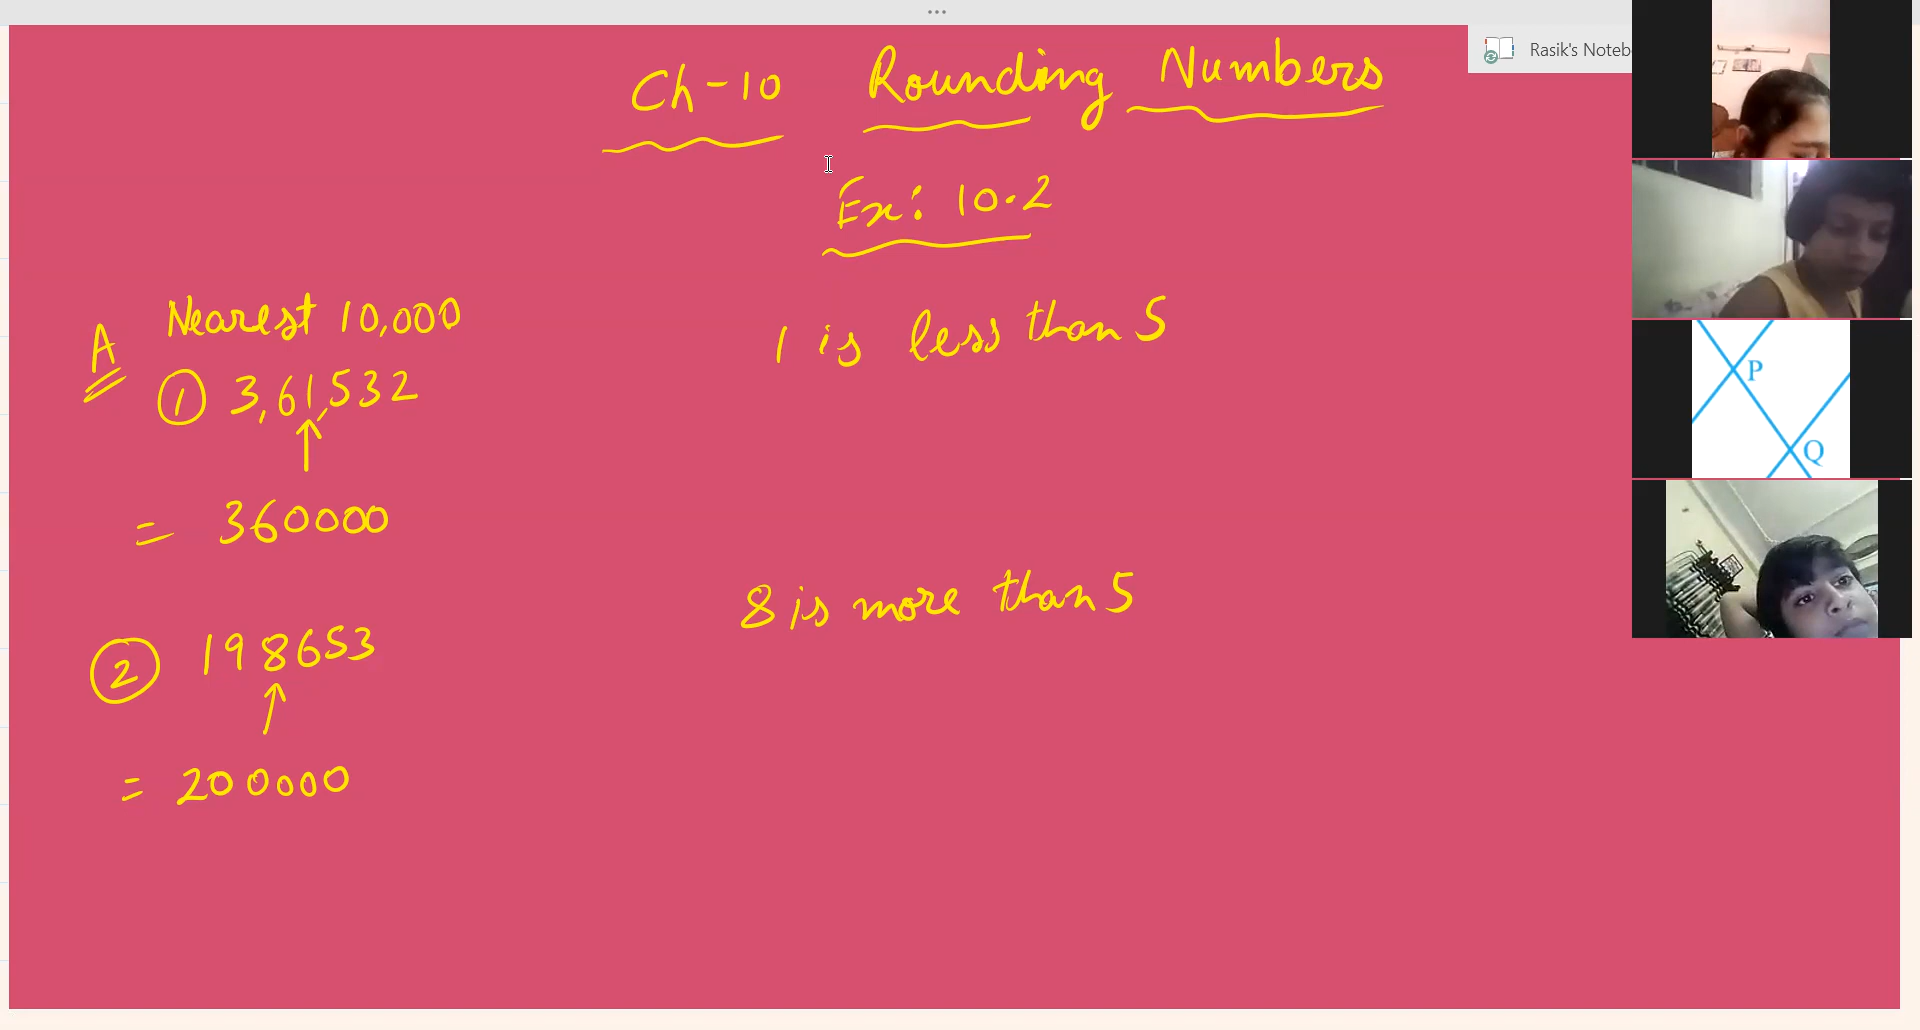 Rasik's Noteb
Ch-10 Rounding Numbers
Ex: 10.2
A Nearest 10,000
① 3,61,532
1 is less than 5
= 360000
② 198653
8 is more than 5
= 200000
P
Q